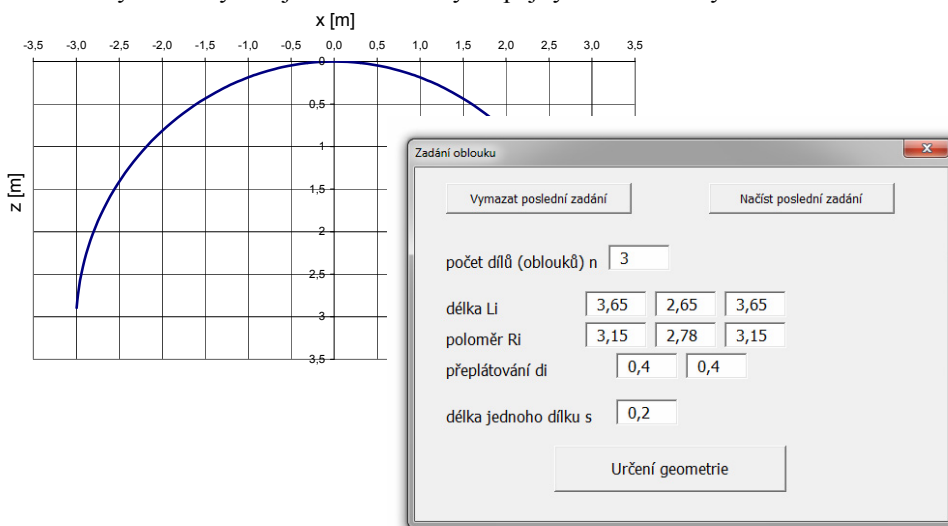 x [m]
-3,5 -3,0 -2,5 -2,0 -1,5 -1,0 -0,5 0,0 0,5 1,0 1,5 2,0 2,5 3,0 3,5
0
0,5
1
1,5
2
2,5
3
3,5
z [m]
Zadání oblouku
x
Vymazat poslední zadání Načíst poslední zadání
počet dílů (oblouků) n 3
délka Li 3,65 2,65 3,65
poloměr Ri 3,15 2,78 3,15
přeplátování di 0,4 0,4
délka jednoho dílku s 0,2
Určení geometrie